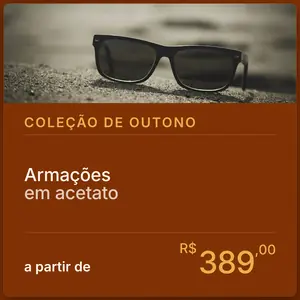 COLEÇÃO DE OUTONO
Armações
em acetato
a partir de
R$ 389,00